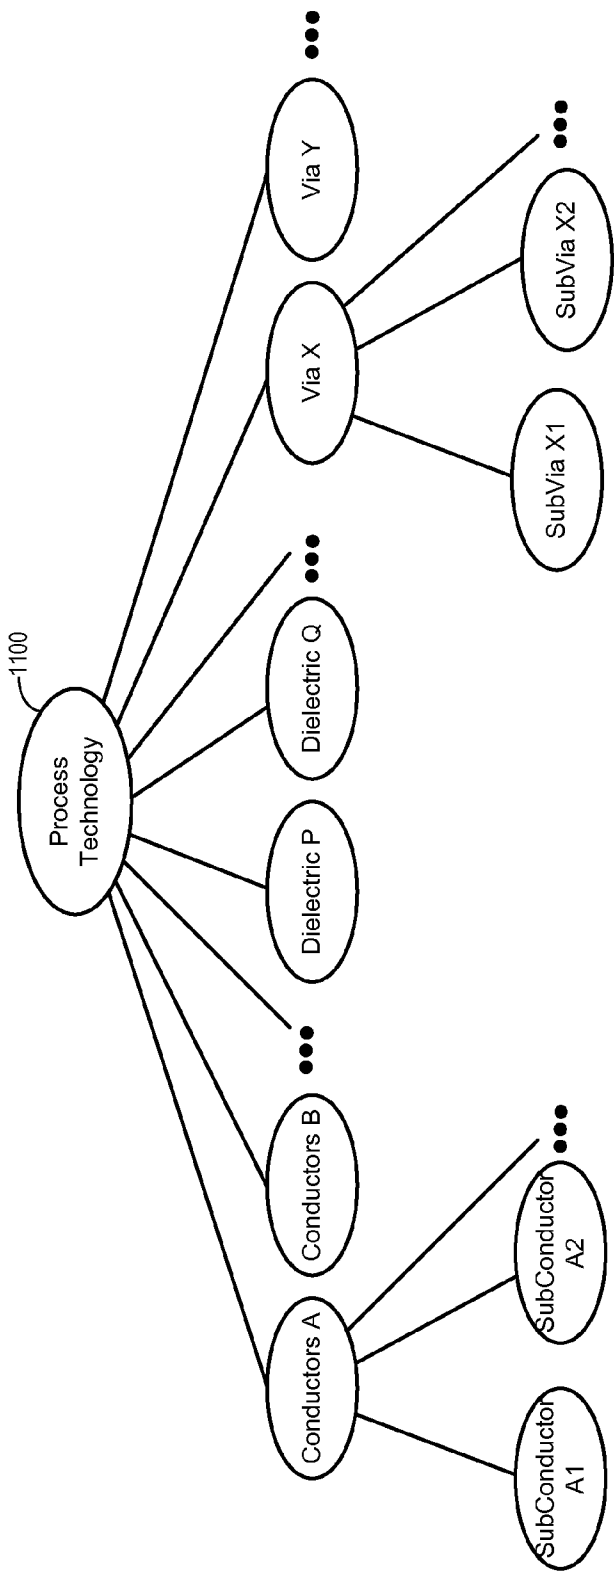 1100
Process
Technology
Conductors A
Conductors B
Dielectric P
Dielectric Q
Via X
Via Y
SubConductor
A1
SubConductor
A2
SubVia X1
SubVia X2